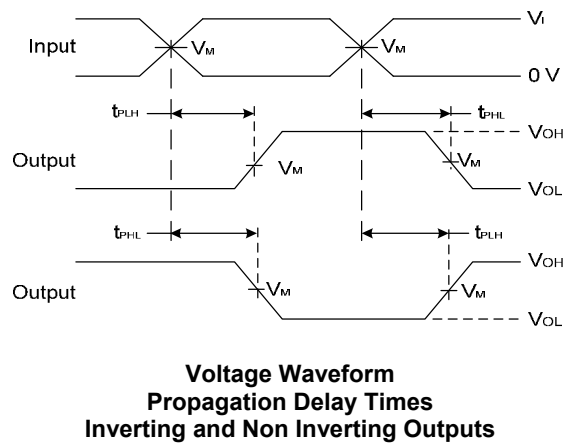 VI
Input
VM
VM
0 V
tPLH
tPHL
VOH
Output
VM
VM
VOL
tPHL
tPLH
VOH
Output
VM
VM
VOL
Voltage Waveform
Propagation Delay Times
Inverting and Non Inverting Outputs